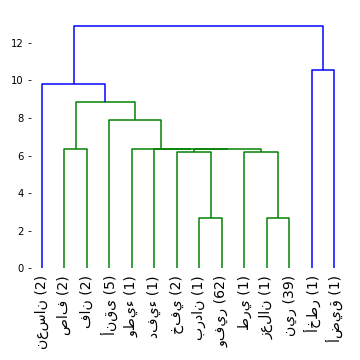 12
10
8
6
4
2
0
نعسان (2)
صاف (2)
فان (2)
أنقى (5)
وطيء (1)
دفيء (1)
خفي (2)
بردان (1)
وفير (62)
طري (1)
زعلان (1)
نير (39)
أخطر (1)
أضيق (1)